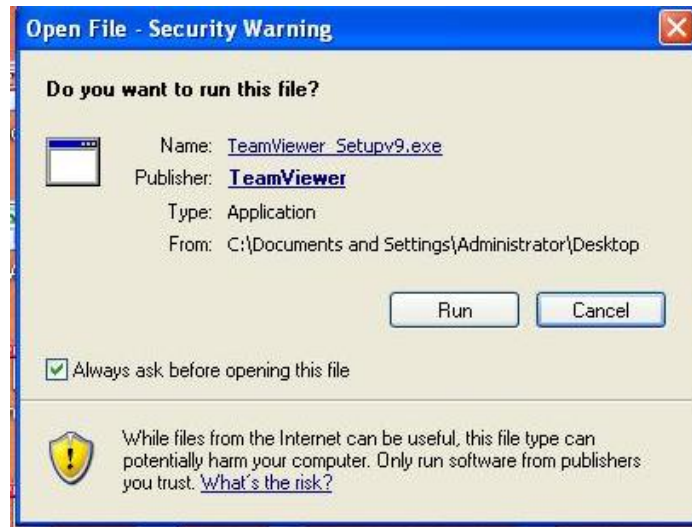 Open File - Security Warning
Do you want to run this file?
Name: TeamViewer_Setupv9.exe
Publisher: TeamViewer
Type: Application
From: C:\Documents and Settings\Administrator\Desktop
Run Cancel
Always ask before opening this file
While files from the Internet can be useful, this file type can
potentially harm your computer. Only run software from publishers
you trust. What's the risk?